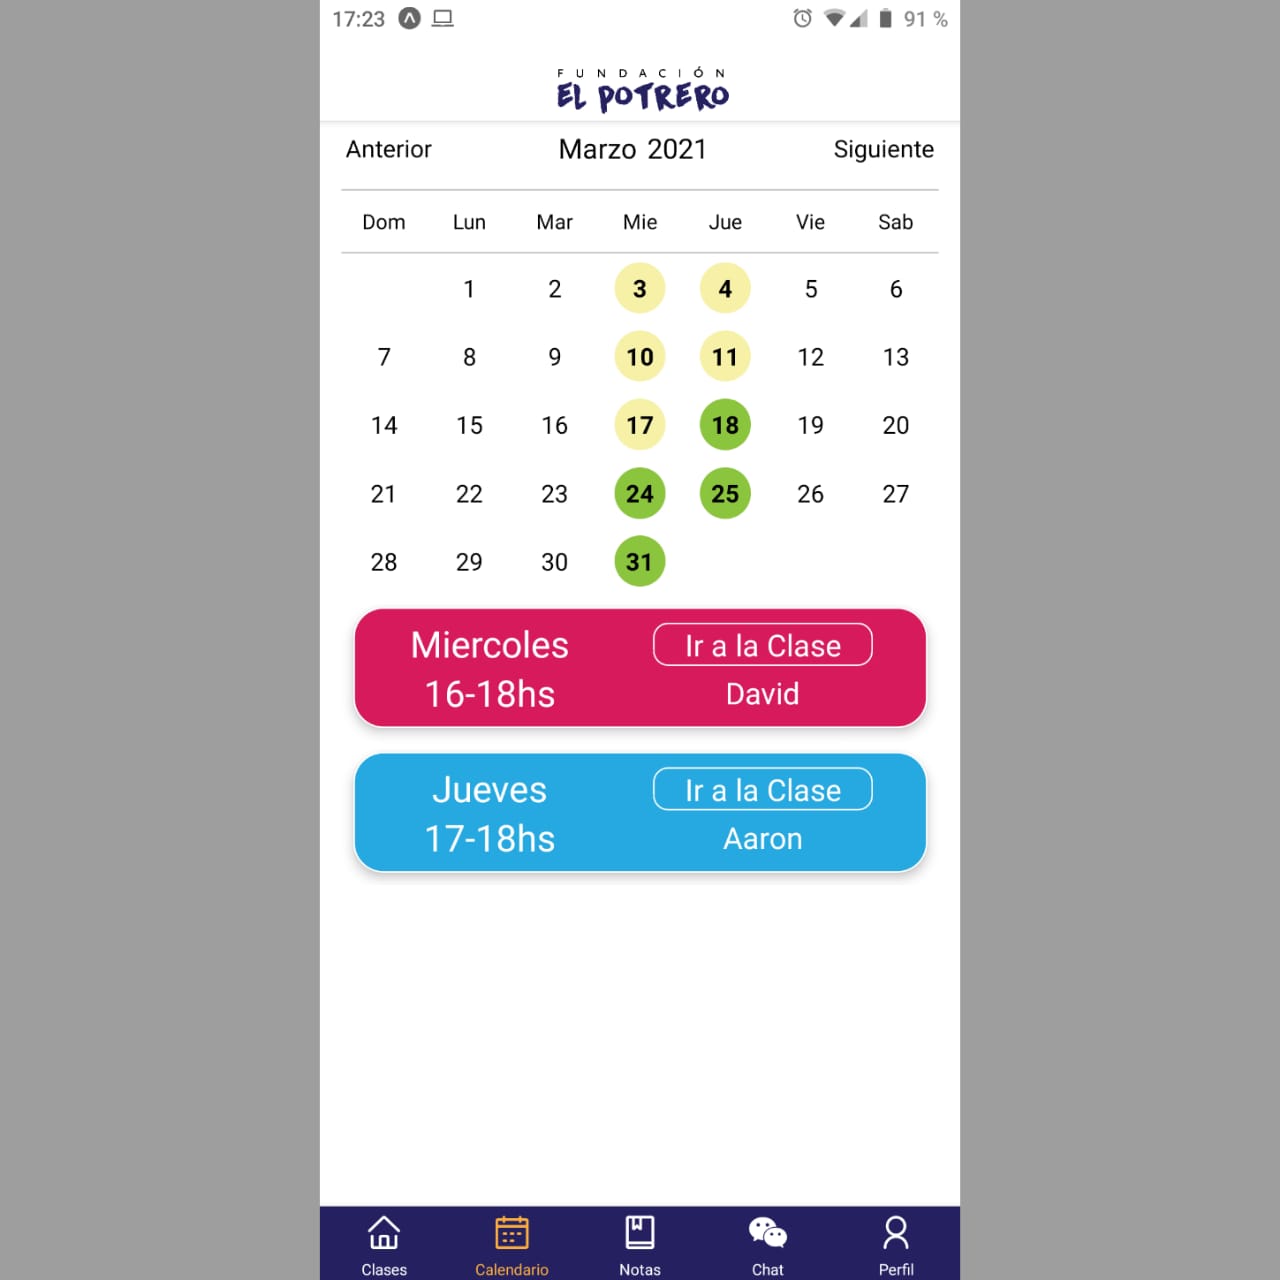 17:23 91 %
FUNDACIÓN
EL POTRERO
Anterior Marzo 2021 Siguiente
Dom Lun Mar Mie Jue Vie Sab
1 2 3 4 5 6
7 8 9 10 11 12 13
14 15 16 17 18 19 20
21 22 23 24 25 26 27
28 29 30 31
Miercoles Ir a la Clase
16-18hs David
Jueves Ir a la Clase
17-18hs Aaron
Clases Calendario Notas Chat Perfil